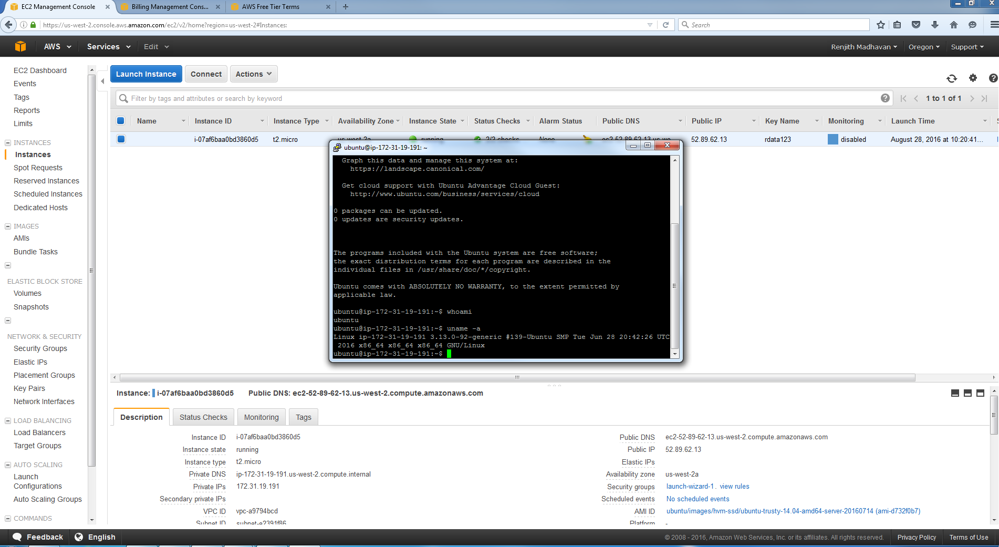 EC2 Management Console
Billing Management Cons...
AWS Free Tier Terms
https://us-west-2.console.aws.amazon.com/ec2/v2/home?region=us-west-2#Instances:
Search
AWS Services Edit
Renjith Madhavan Oregon Support
EC2 Dashboard
Events
Tags
Reports
Limits
INSTANCES
Instances
Spot Requests
Reserved Instances
Scheduled Instances
Dedicated Hosts
IMAGES
AMIs
Bundle Tasks
ELASTIC BLOCK STORE
Volumes
Snapshots
NETWORK & SECURITY
Security Groups
Elastic IPs
Placement Groups
Key Pairs
Network Interfaces
LOAD BALANCING
Load Balancers
Target Groups
AUTO SCALING
Launch
Configurations
Auto Scaling Groups
COMMANDS
Launch Instance Connect Actions
Filter by tags and attributes or search by keyword
1 to 1 of 1
Name Instance ID Instance Type Availability Zone Instance State Status Checks Alarm Status Public DNS Public IP Key Name Monitoring Launch Time
i-07af6baa0bd3860d5 t2.micro us-west-2a running 2/2 checks None ec2-52-89-62-13.us-we... 52.89.62.13 rdata123 disabled August 28, 2016 at 10:20:41...
ubuntu@ip-172-31-19-191: ~
Graph this data and manage this system at:
https://landscape.canonical.com/
Get cloud support with Ubuntu Advantage Cloud Guest:
http://www.ubuntu.com/business/services/cloud
0 packages can be updated.
0 updates are security updates.
The programs included with the Ubuntu system are free software;
the exact distribution terms for each program are described in the
individual files in /usr/share/doc/*/copyright.
Ubuntu comes with ABSOLUTELY NO WARRANTY, to the extent permitted by
applicable law.
ubuntu@ip-172-31-19-191:~$ whoami
ubuntu
ubuntu@ip-172-31-19-191:~$ uname -a
Linux ip-172-31-19-191 3.13.0-92-generic #139-Ubuntu SMP Tue Jun 28 20:42:26 UTC
2016 x86_64 x86_64 x86_64 GNU/Linux
ubuntu@ip-172-31-19-191:~$
Instance: i-07af6baa0bd3860d5 Public DNS: ec2-52-89-62-13.us-west-2.compute.amazonaws.com
Description Status Checks Monitoring Tags
Instance ID i-07af6baa0bd3860d5
Instance state running
Instance type t2.micro
Private DNS ip-172-31-19-191.us-west-2.compute.internal
Private IPs 172.31.19.191
Secondary private IPs
VPC ID vpc-a9794bcd
Subnet ID subnet-e2391f86
Public DNS ec2-52-89-62-13.us-west-2.compute.amazonaws.com
Public IP 52.89.62.13
Elastic IPs
Availability zone us-west-2a
Security groups launch-wizard-1. view rules
Scheduled events No scheduled events
AMI ID ubuntu/images/hvm-ssd/ubuntu-trusty-14.04-amd64-server-20160714 (ami-d732f0b7)
Platform -
Feedback English
© 2008 - 2016, Amazon Web Services, Inc. or its affiliates. All rights reserved. Privacy Policy Terms of Use